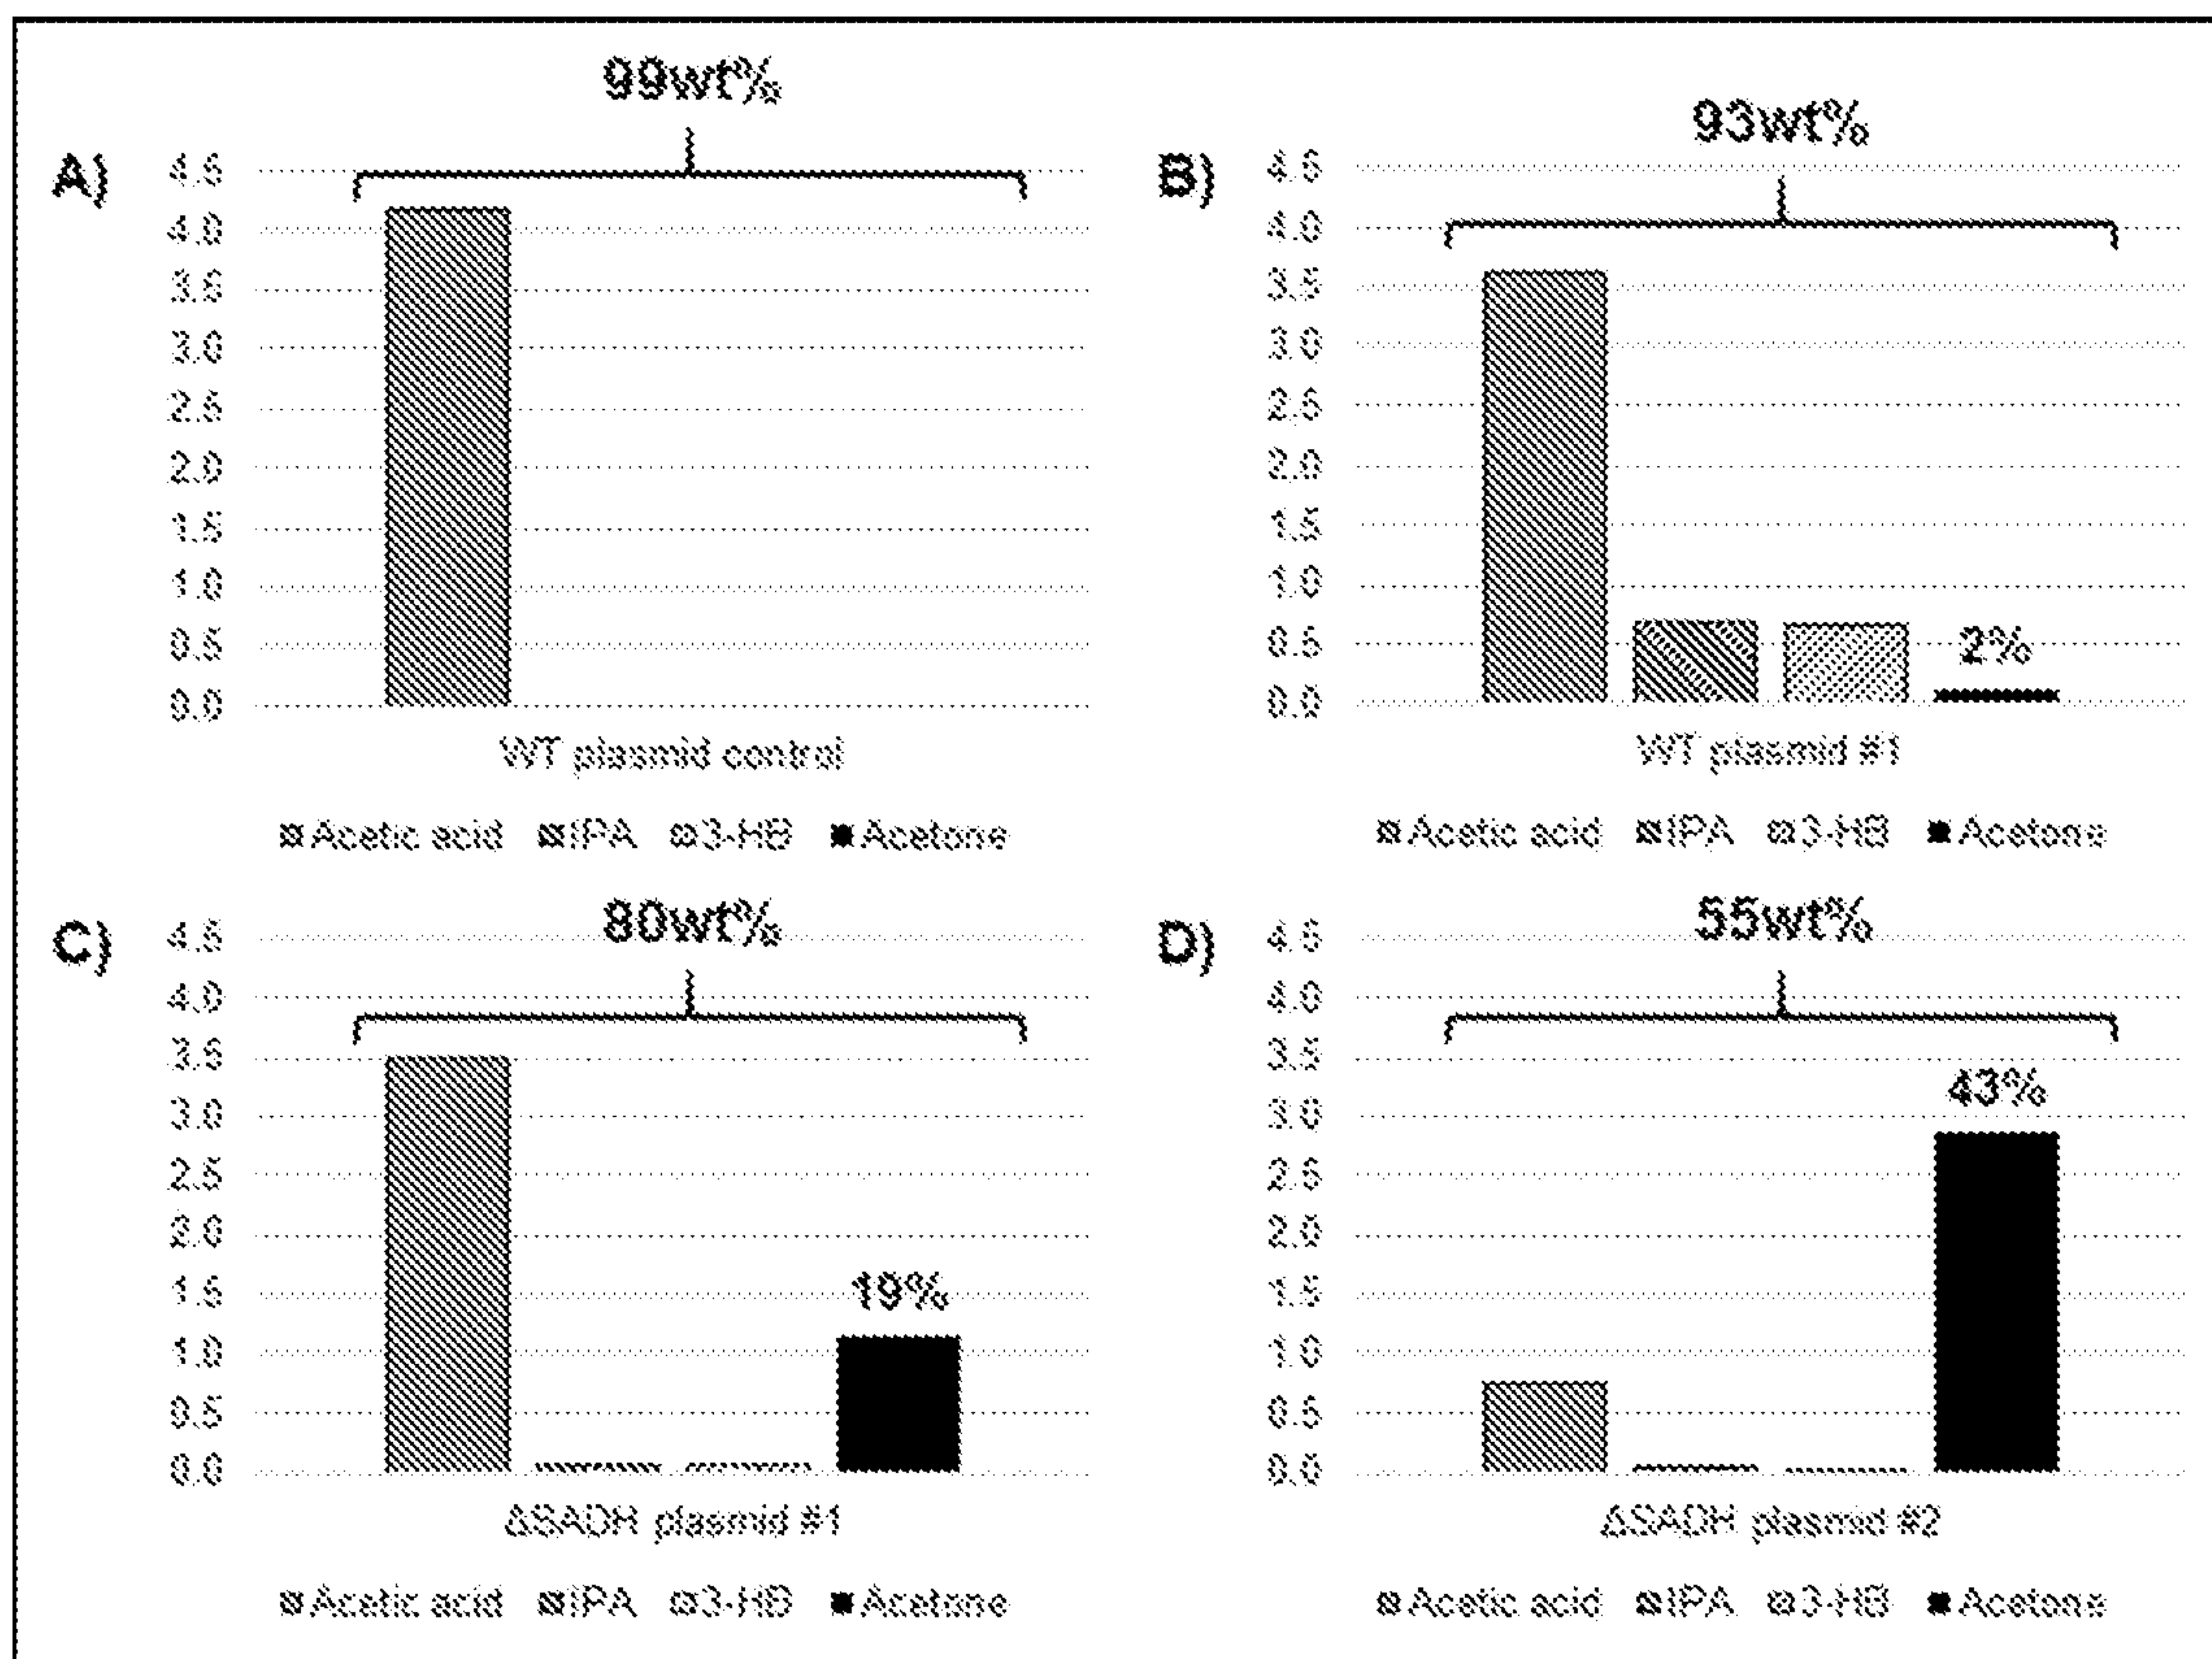 99wt%
A)
4.5
4.0
3.5
3.0
2.5
2.0
1.5
1.0
0.5
0.0
WT plasmid control
Acetic acid IPA 3-HB Acetone
93wt%
B)
4.5
4.0
3.5
3.0
2.5
2.0
1.5
1.0
0.5
0.0
2%
WT plasmid #1
Acetic acid IPA 3-HB Acetone
80wt%
C)
4.5
4.0
3.5
3.0
2.5
2.0
1.5
1.0
0.5
0.0
19%
ΔSADH plasmid #1
Acetic acid IPA 3-HB Acetone
55wt%
D)
4.5
4.0
3.5
3.0
2.5
2.0
1.5
1.0
0.5
0.0
43%
ΔSADH plasmid #2
Acetic acid IPA 3-HB Acetone